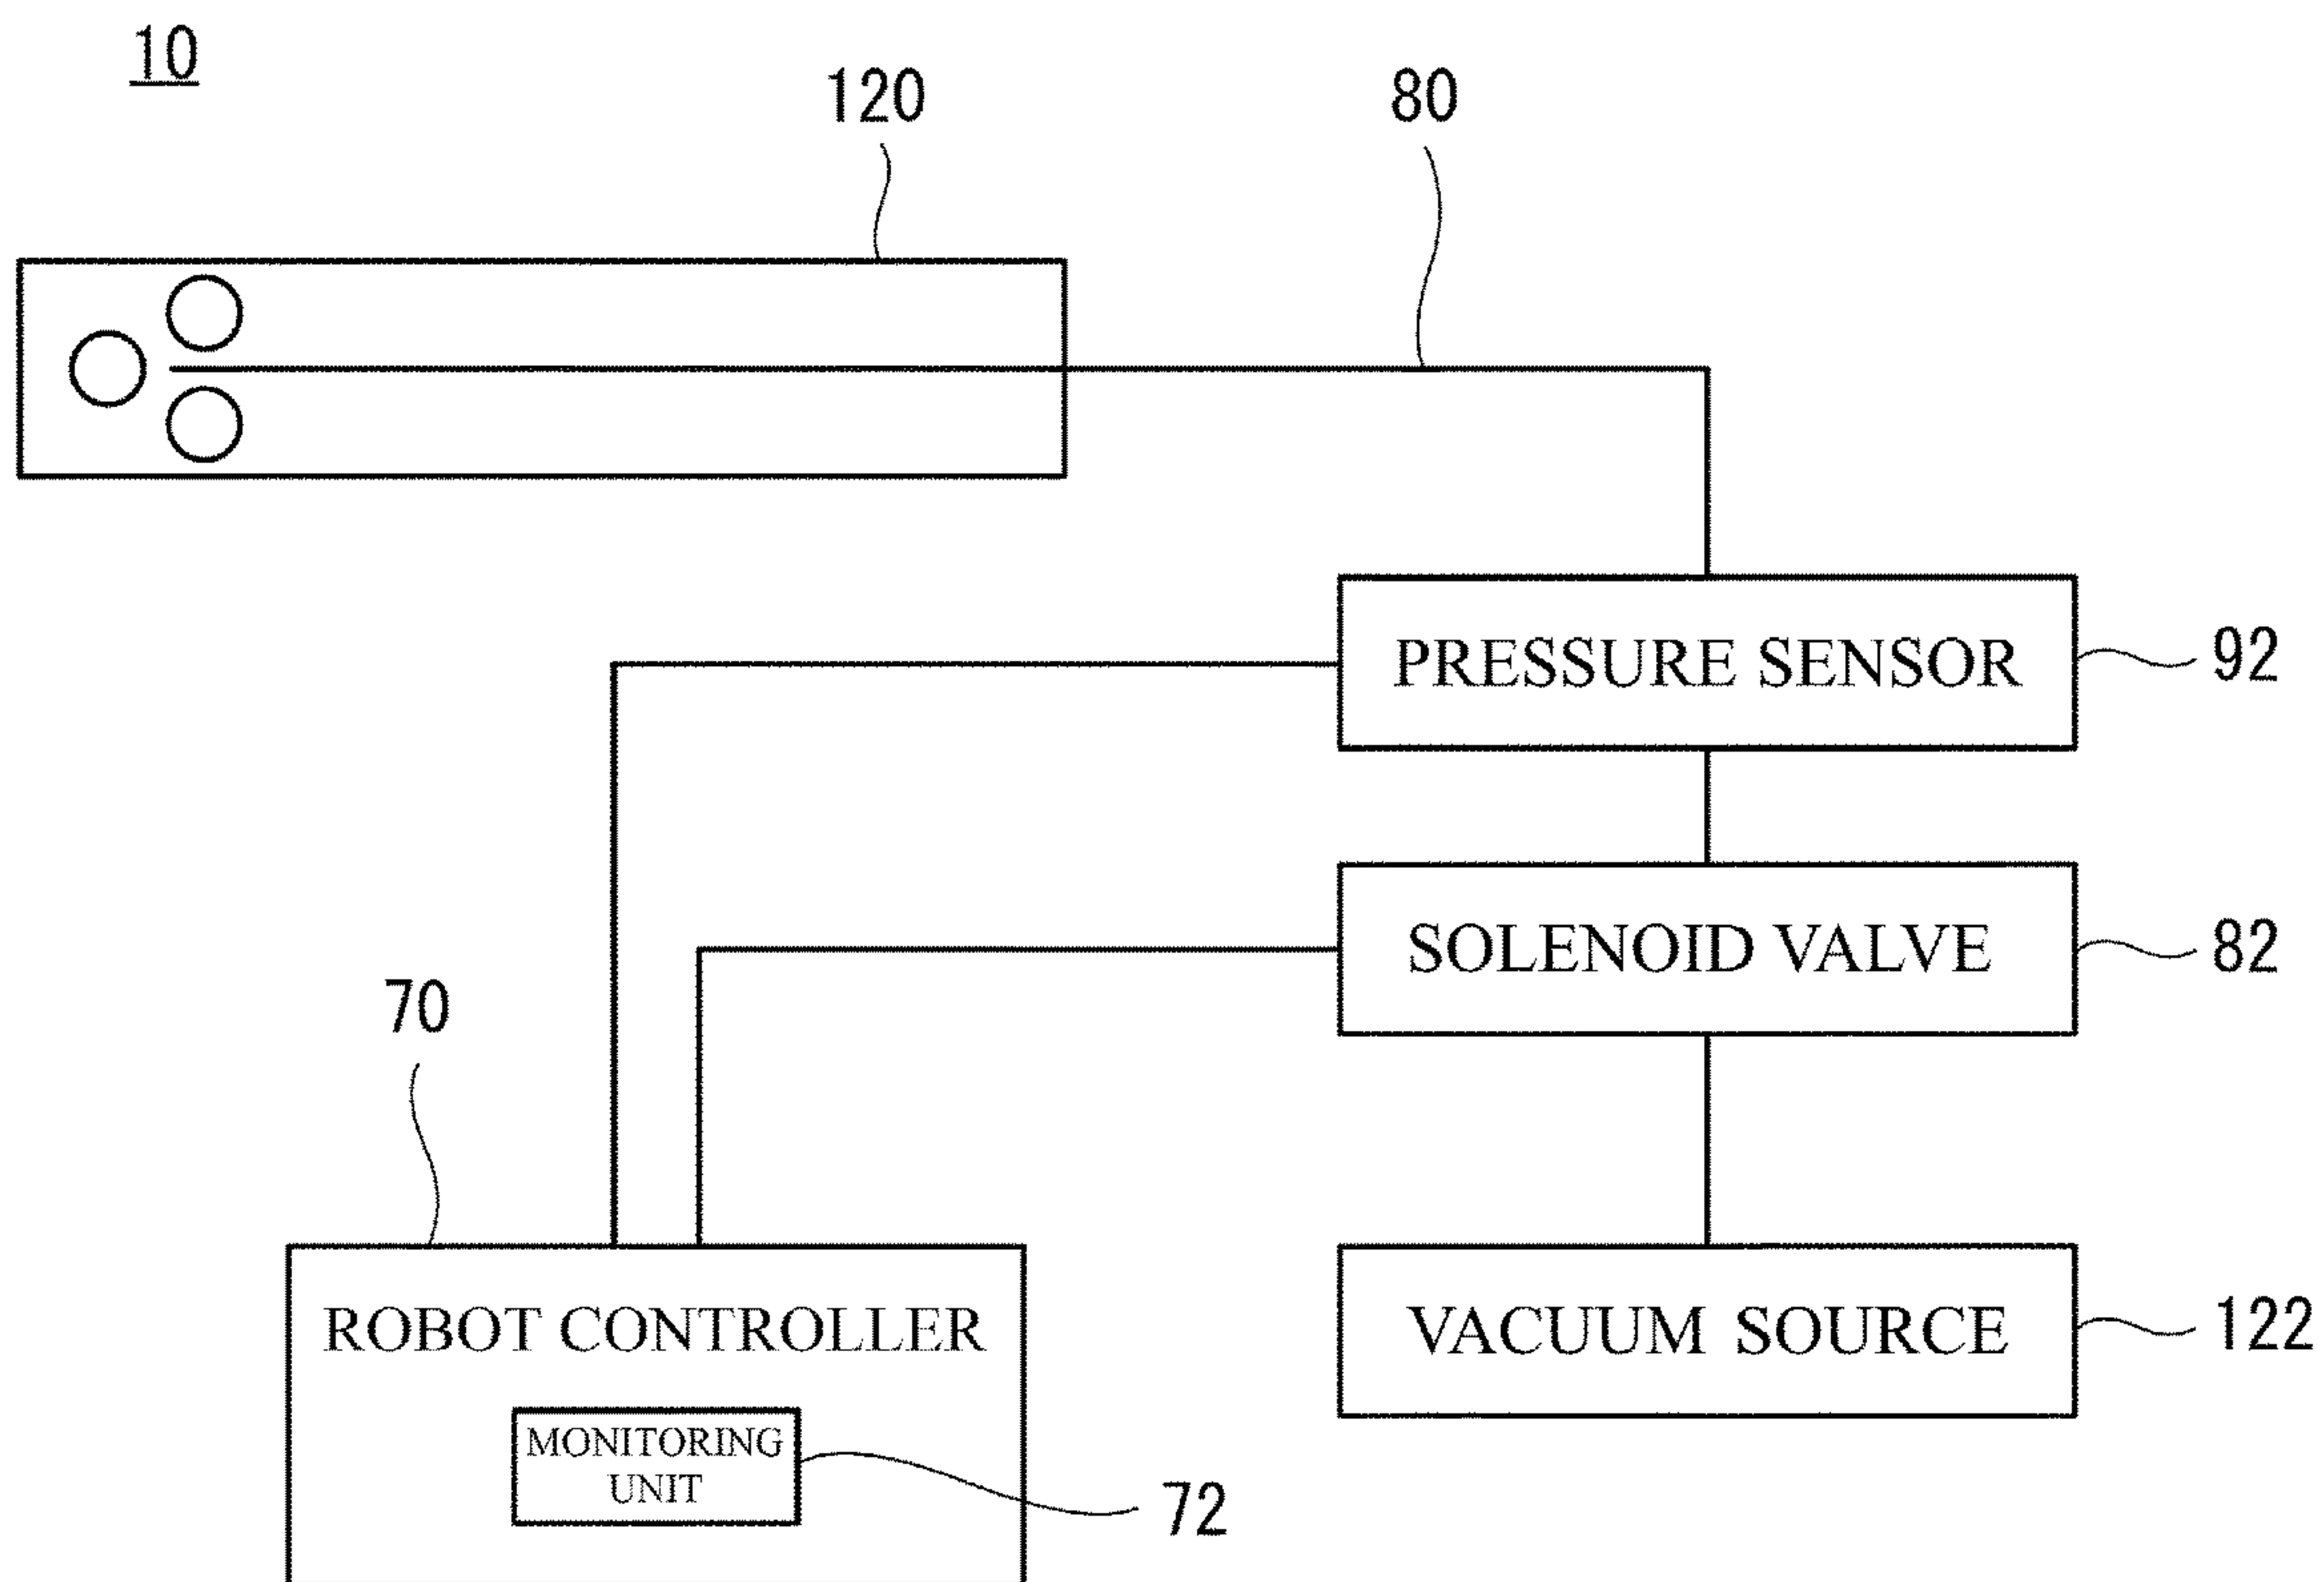 10
120
80
PRESSURE SENSOR
92
SOLENOID VALVE
82
70
ROBOT CONTROLLER
VACUUM SOURCE
122
MONITORING
UNIT
72